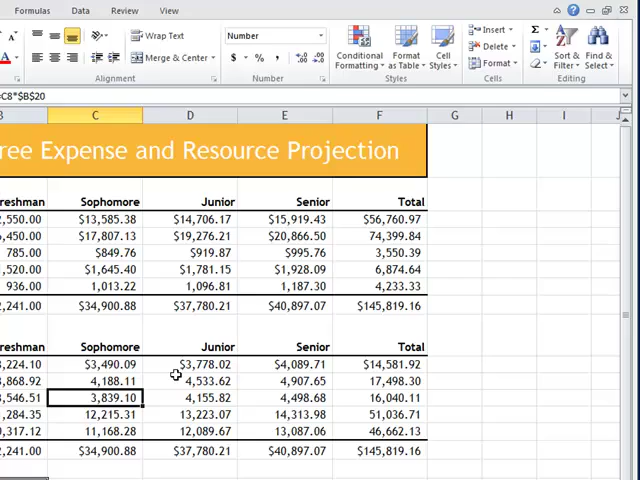 Formulas Data Review View
Wrap Text Number Insert
Merge & Center $ % , Conditional Formatting Format as Table Cell Styles Delete Format Sort & Filter Find & Select
Alignment Number Styles Cells Editing
=C8*$B$20
C D E F G H I
ree Expense and Resource Projection
reshman Sophomore Junior Senior Total
2,550.00 $13,585.38 $14,706.17 $15,919.43 $56,760.97
6,450.00 $17,807.13 $19,276.21 $20,866.50 74,399.84
785.00 $849.76 $919.87 $995.76 3,550.39
1,520.00 $1,645.40 $1,781.15 $1,928.09 6,874.64
936.00 1,013.22 1,096.81 1,187.30 4,233.33
2,241.00 $34,900.88 $37,780.21 $40,897.07 $145,819.16
reshman Sophomore Junior Senior Total
3,224.10 $3,490.09 $3,778.02 $4,089.71 $14,581.92
3,868.92 4,188.11 4,533.62 4,907.65 17,498.30
3,546.51 3,839.10 4,155.82 4,498.68 16,040.11
1,284.35 12,215.31 13,223.07 14,313.98 51,036.71
0,317.12 11,168.28 12,089.67 13,087.06 46,662.13
2,241.00 $34,900.88 $37,780.21 $40,897.07 $145,819.16